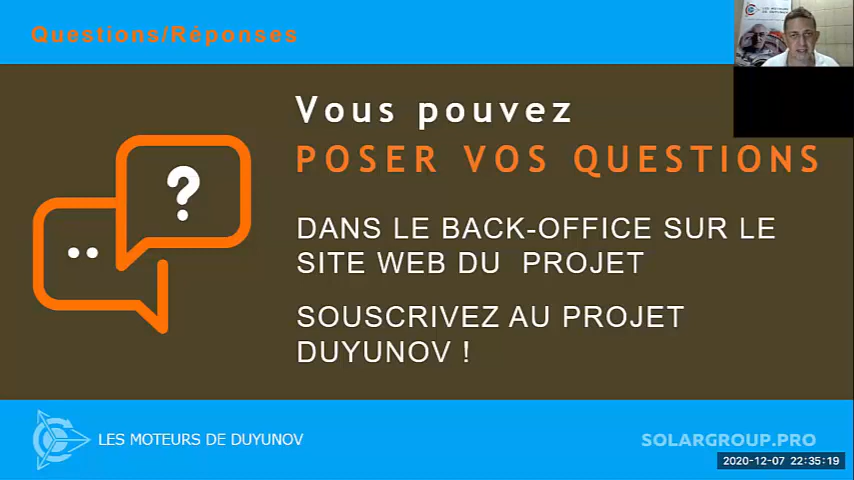 Questions/Réponses
Vous pouvez
POSER VOS QUESTIONS
DANS LE BACK-OFFICE SUR LE
SITE WEB DU PROJET
SOUSCRIVEZ AU PROJET
DUYUNOV !
LES MOTEURS DE DUYUNOV
SOLARGROUP.PRO
2020-12-07 22:35:19